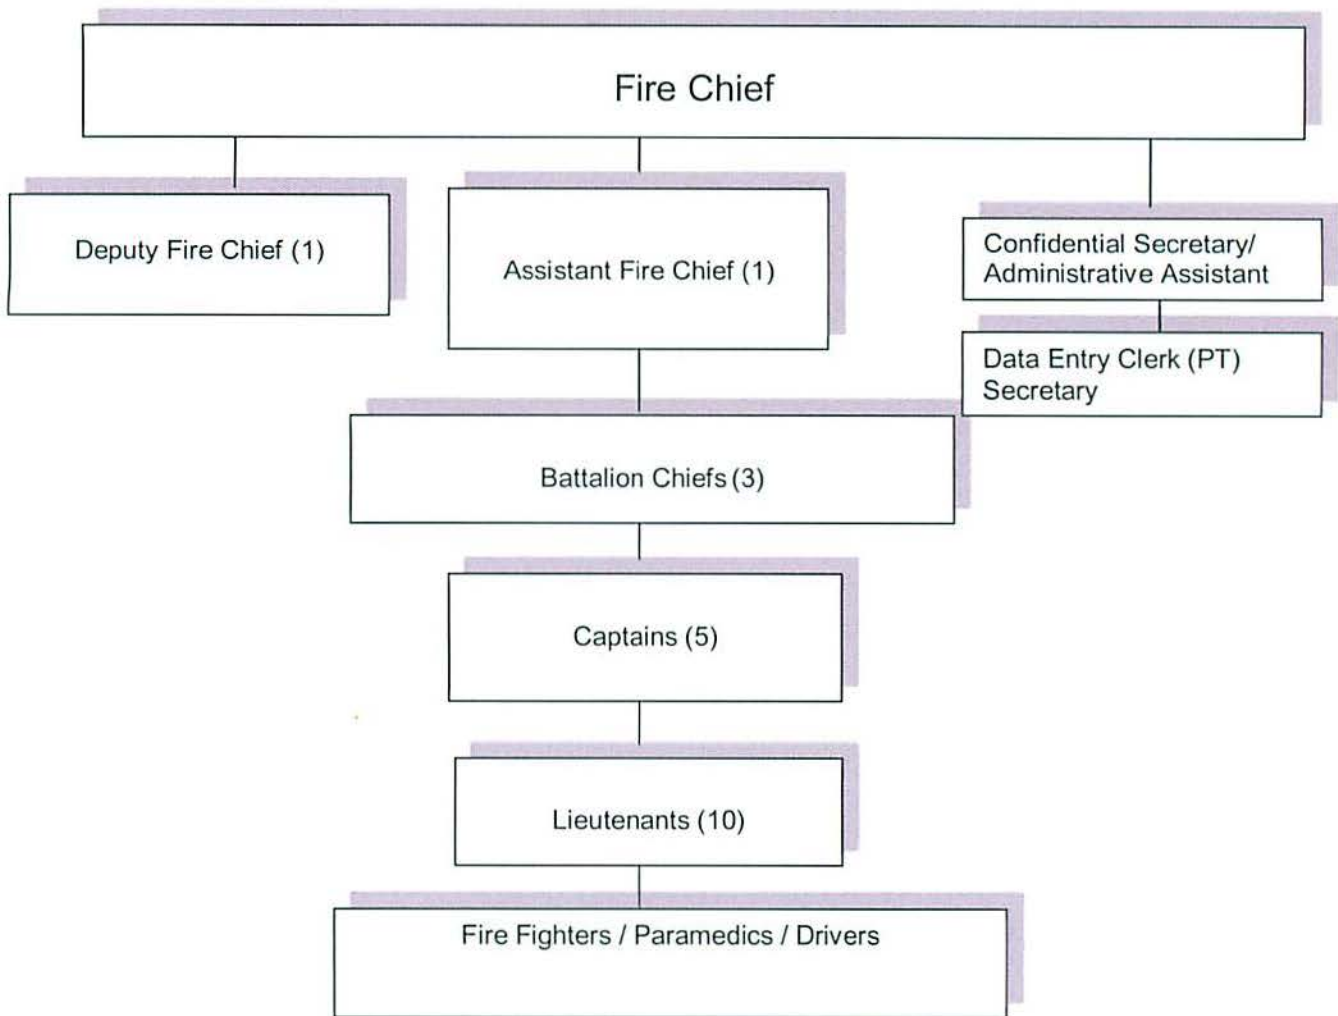 Fire Chief
Deputy Fire Chief (1)
Assistant Fire Chief (1)
Confidential Secretary/
Administrative Assistant
Data Entry Clerk (PT)
Secretary
Battalion Chiefs (3)
Captains (5)
Lieutenants (10)
Fire Fighters / Paramedics / Drivers